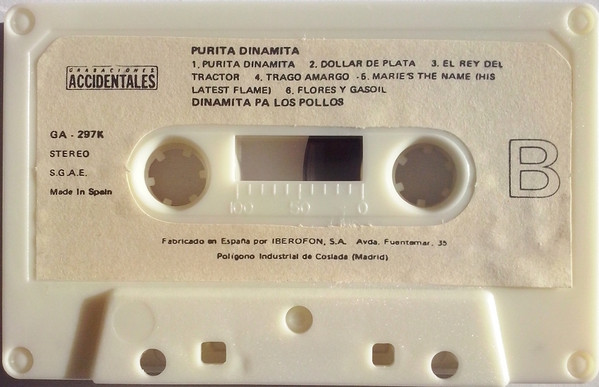 PURITA DINAMITA
1. PURITA DINAMITA 2. DOLLAR DE PLATA 3. EL REY DEL
TRACTOR 4. TRAGO AMARGO - 5. MARIE'S THE NAME (HIS
LATEST FLAME) 6. FLORES Y GASOIL
DINAMITA PA LOS POLLOS
GRABACIONES
ACCIDENTALES
GA - 297K
STEREO
S.G.A.E.
Made in Spain
B
100 50 0
Fabricado en España por IBEROFON, S.A. Avda. Fuentemar, 35
Polígono Industrial de Coslada (Madrid)